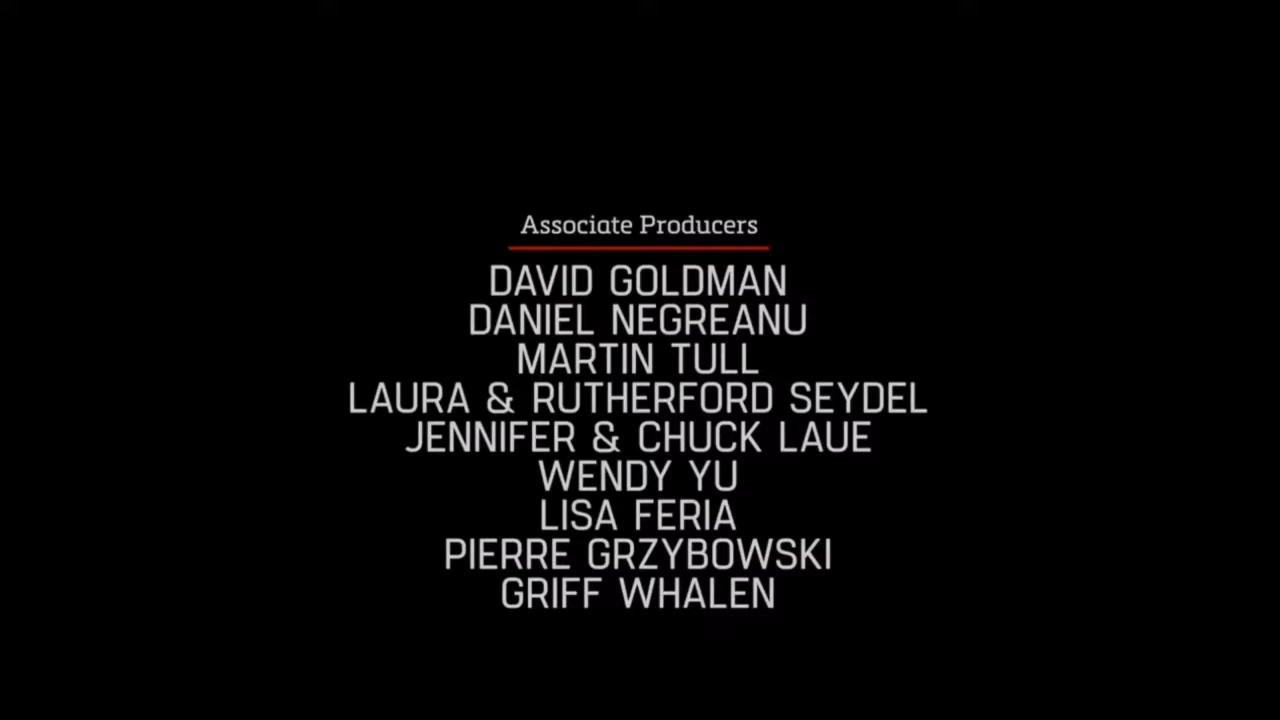 Associate Producers
DAVID GOLDMAN
DANIEL NEGREANU
MARTIN TULL
LAURA & RUTHERFORD SEYDEL
JENNIFER & CHUCK LAUE
WENDY YU
LISA FERIA
PIERRE GRZYBOWSKI
GRIFF WHALEN